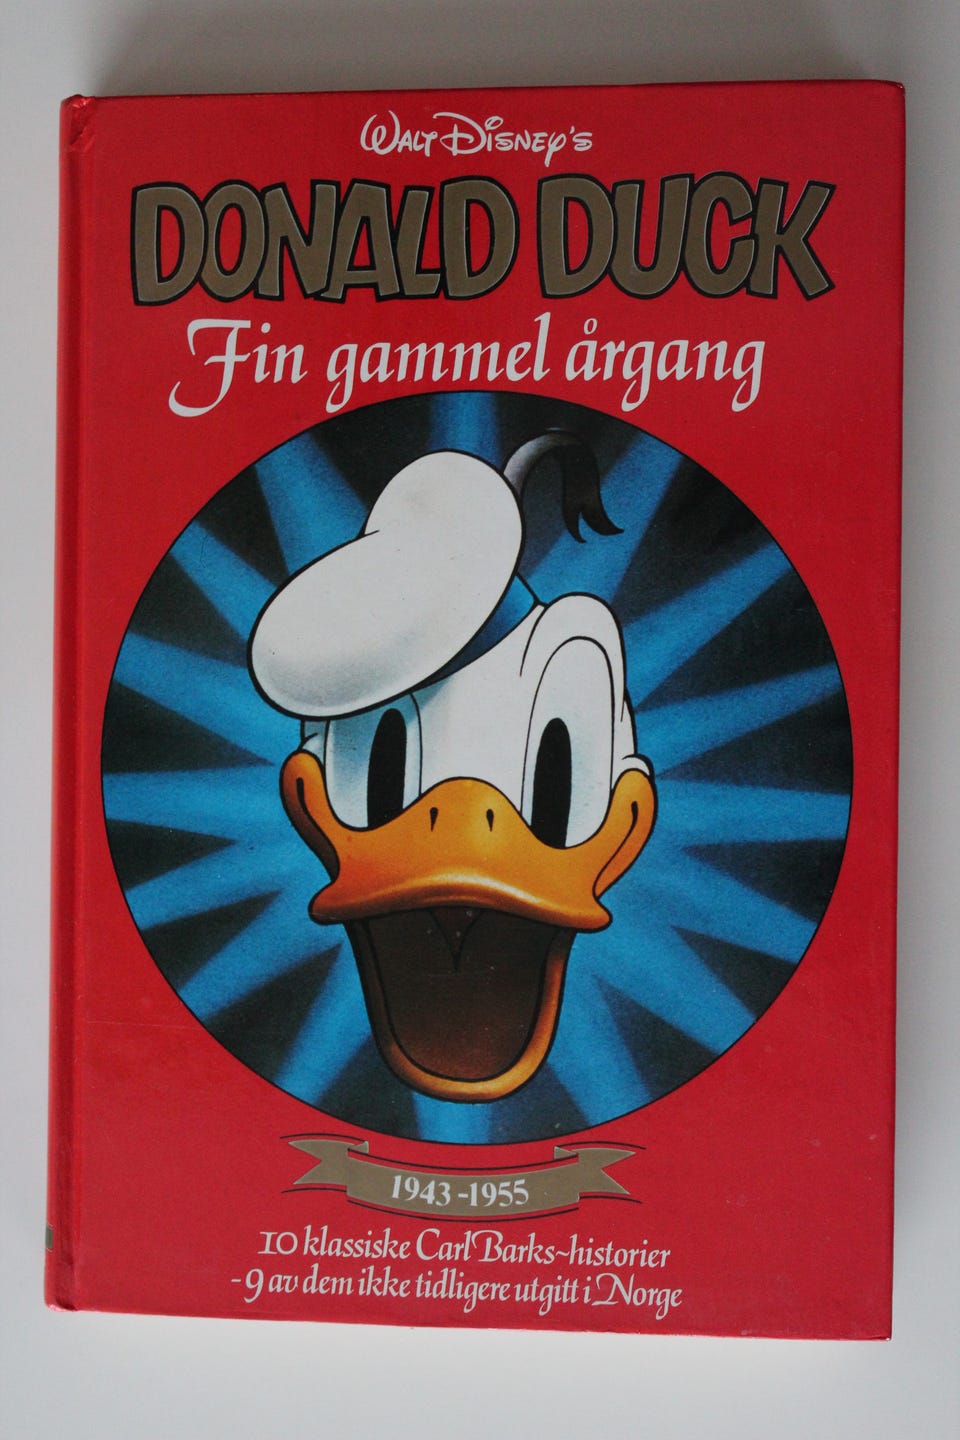 WALT DISNEY'S
DONALD DUCK
Fin gammel årgang
1943-1955
10 klassiske Carl Barks~historier
-9 av dem ikke tidligere utgitt i Norge